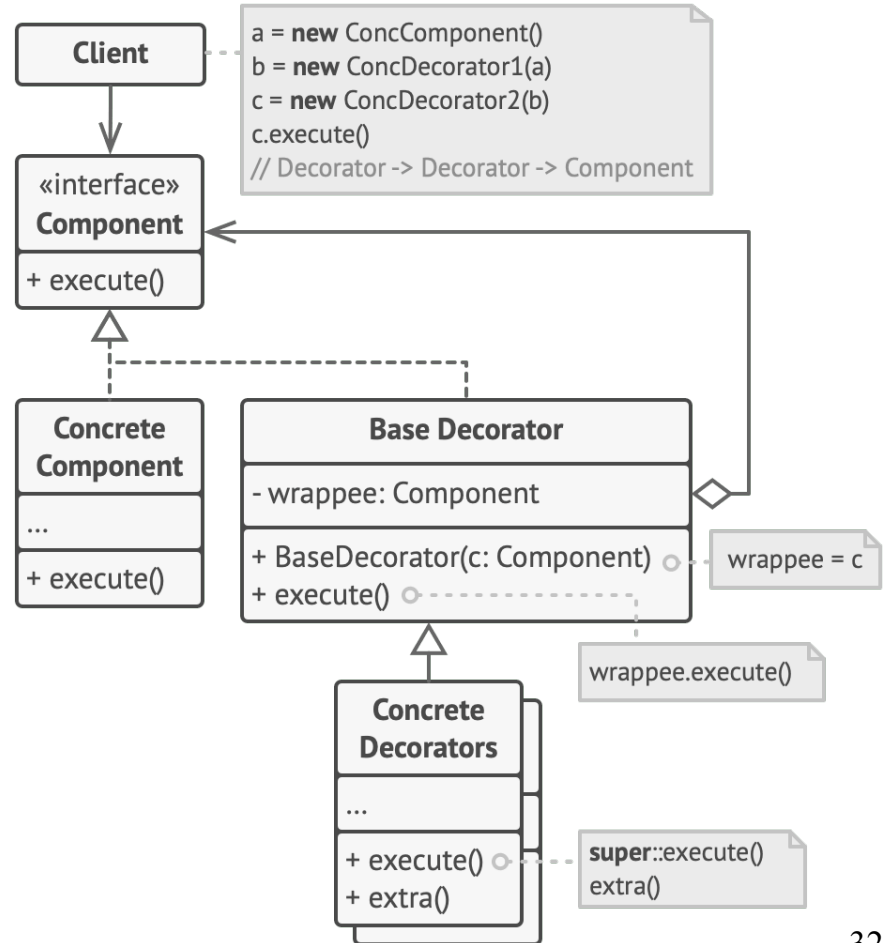 Client
a = new ConcComponent()
b = new ConcDecorator1(a)
c = new ConcDecorator2(b)
c.execute()
// Decorator -> Decorator -> Component
«interface»
Component
+ execute()
Concrete
Component
...
+ execute()
Base Decorator
- wrappee: Component
+ BaseDecorator(c: Component)
+ execute()
wrappee = c
wrappee.execute()
Concrete
Decorators
...
+ execute()
+ extra()
super::execute()
extra()
32